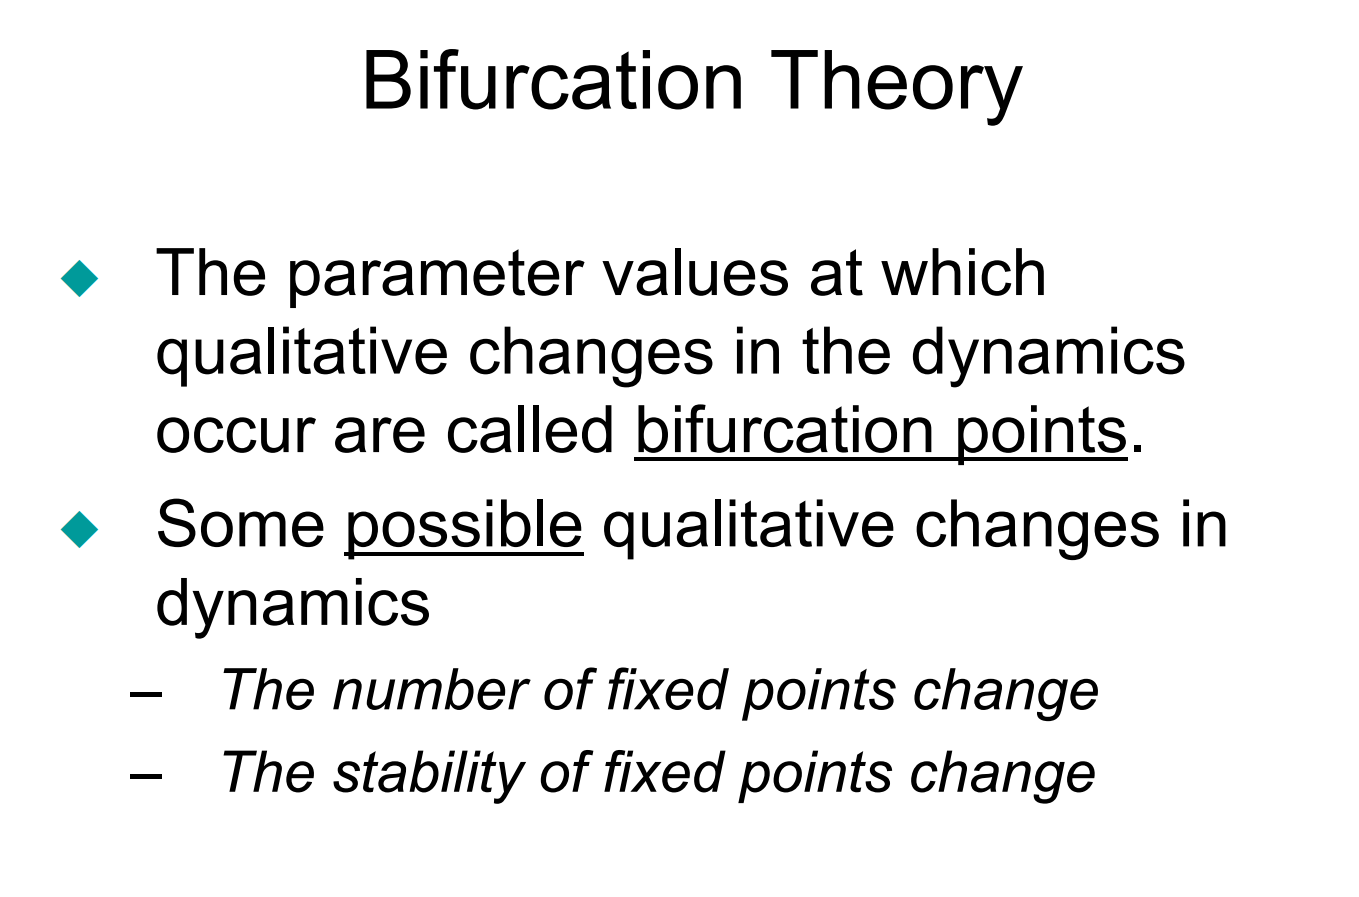 Bifurcation Theory
The parameter values at which
qualitative changes in the dynamics
occur are called bifurcation points.
Some possible qualitative changes in
dynamics
– The number of fixed points change
– The stability of fixed points change